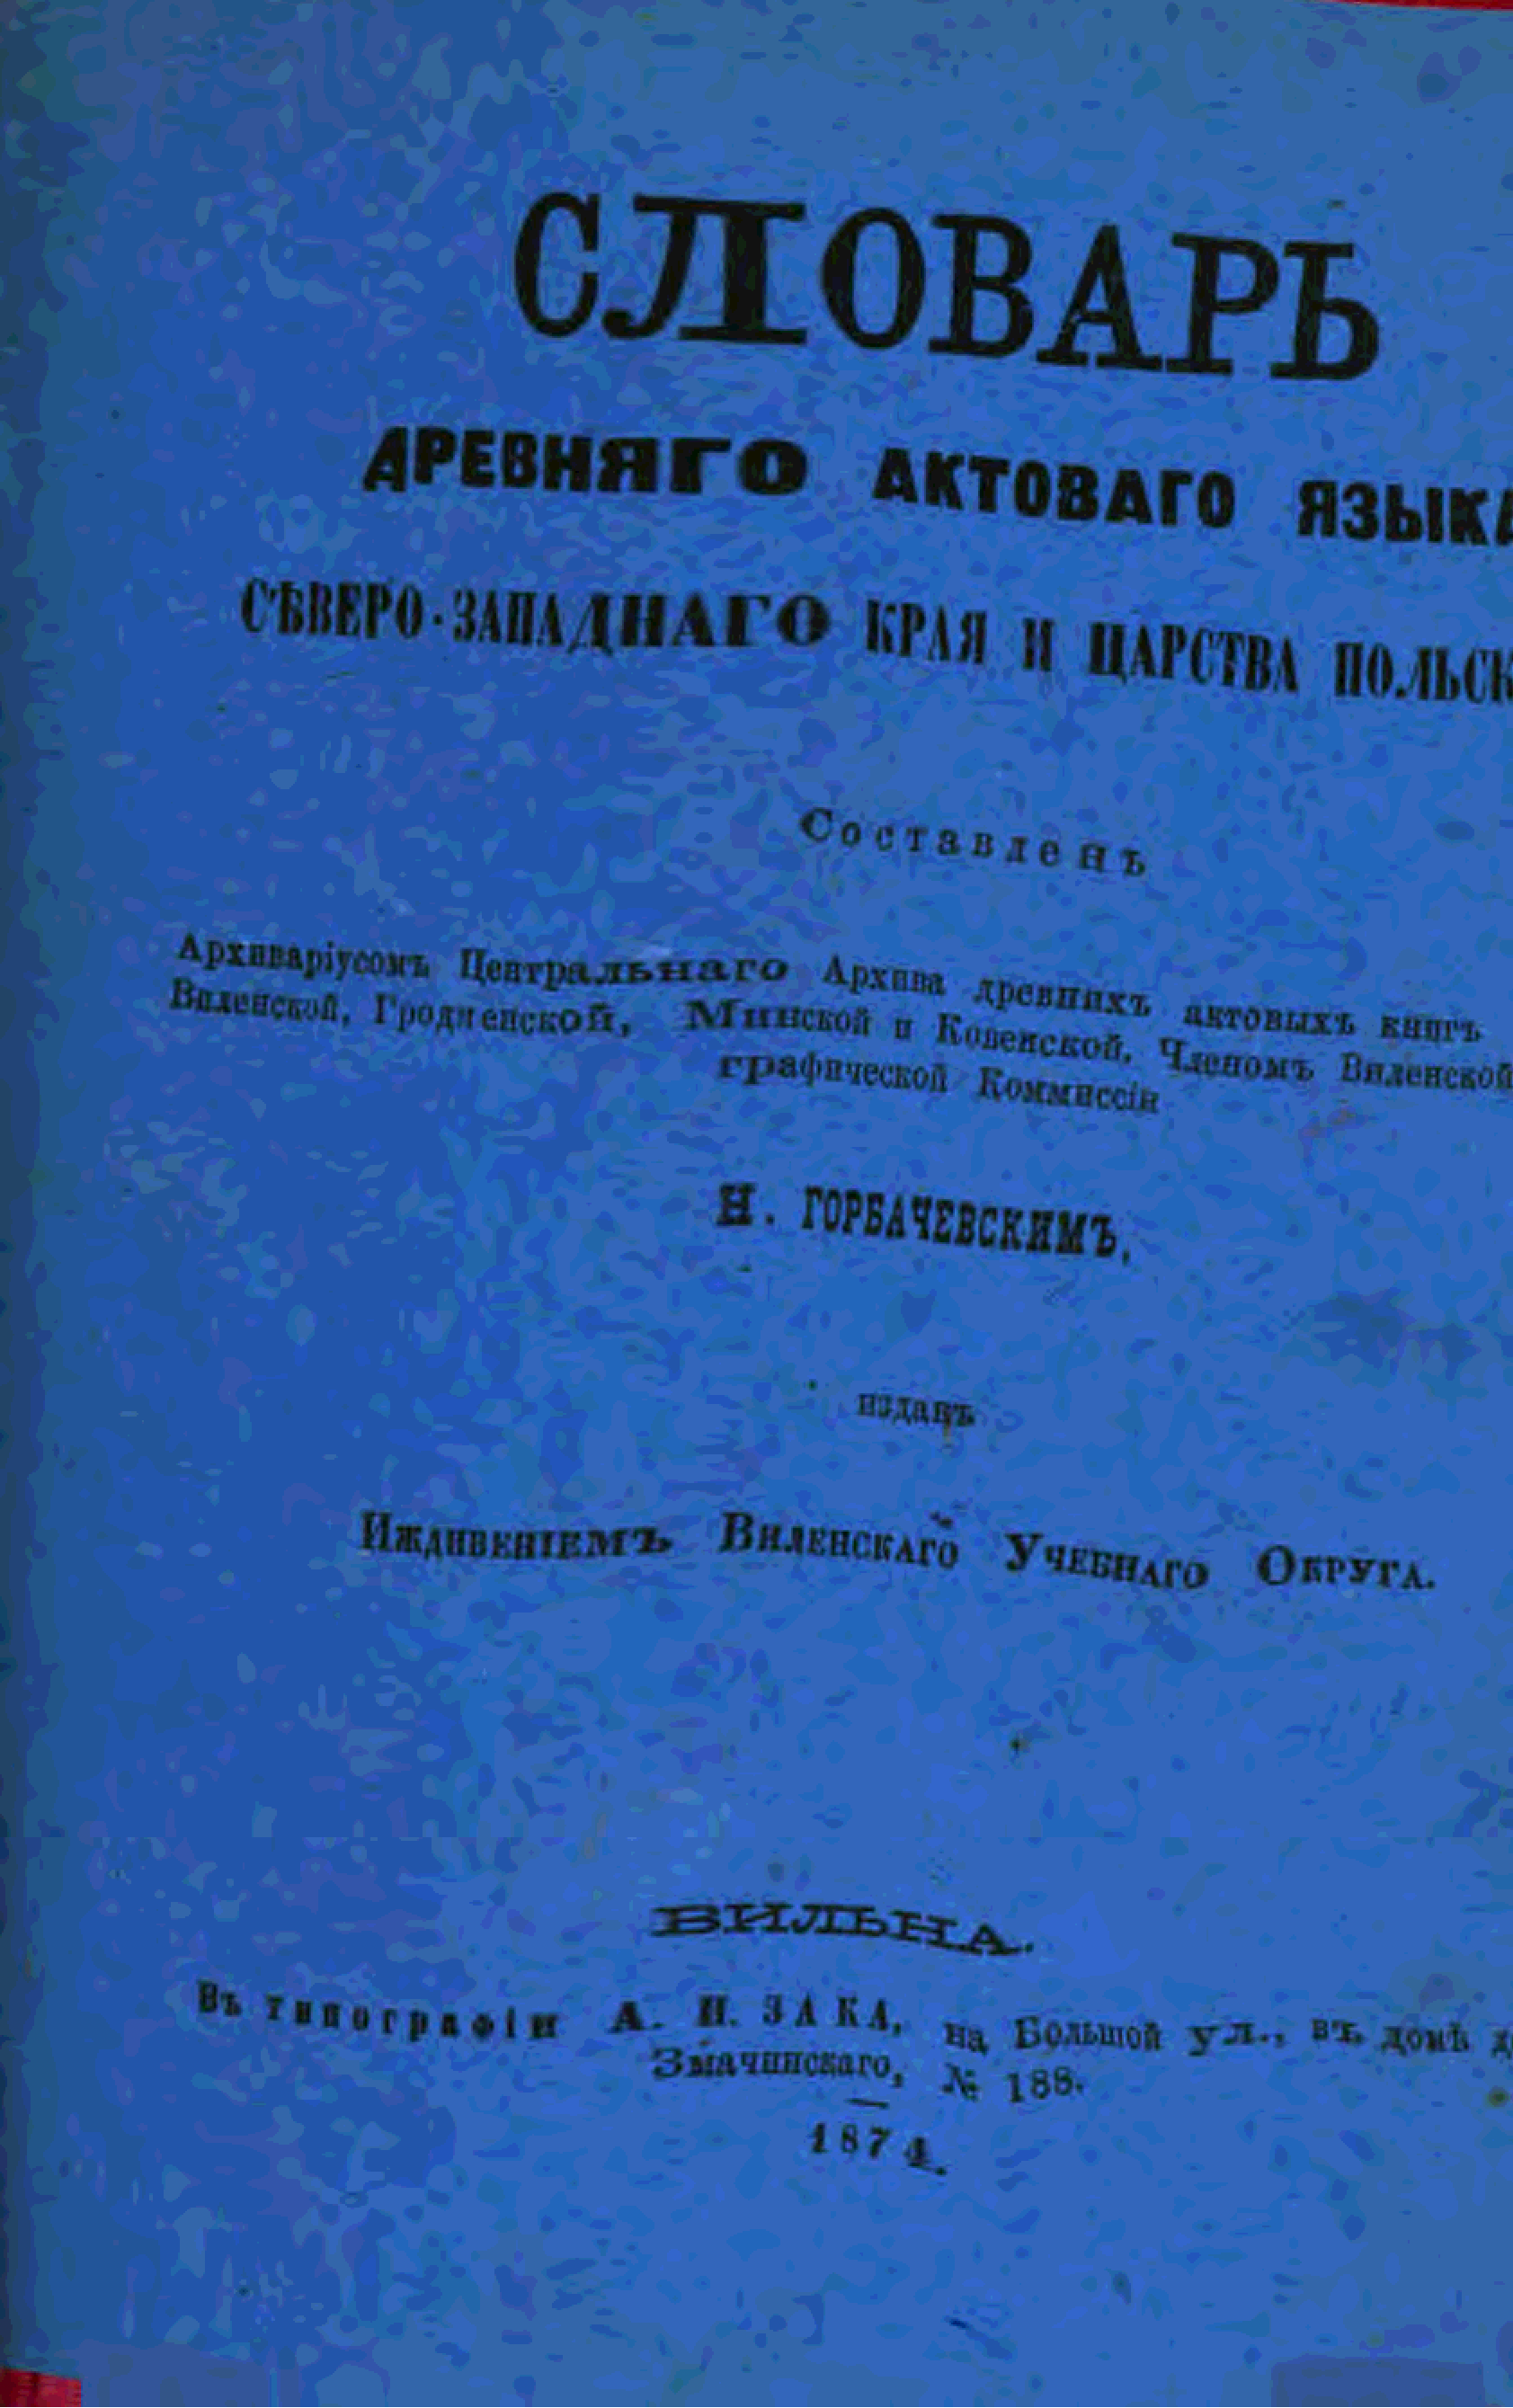 СЛОВАРЬ
ДРЕВНЯГО АКТОВАГО ЯЗЫКА
СѢВЕРО-ЗАПАДНАГО КРАЯ И ЦАРСТВА ПОЛЬСК
Составленъ
Архиваріусомъ Центральнаго Архива древнихъ актовыхъ книгъ
Виленской, Гродненской, Минской и Ковенской, Членомъ Виленской
графической Коммиссіи
Н. ГОРБАЧЕВСКИМЪ,
изданъ
Иждивеніемъ Виленскаго Учебнаго Округа.
ВИЛЬНА.
Въ типографіи А. И. ЗАКА, на Большой ул., въ домѣ
Змачинскаго, № 188.
1874.